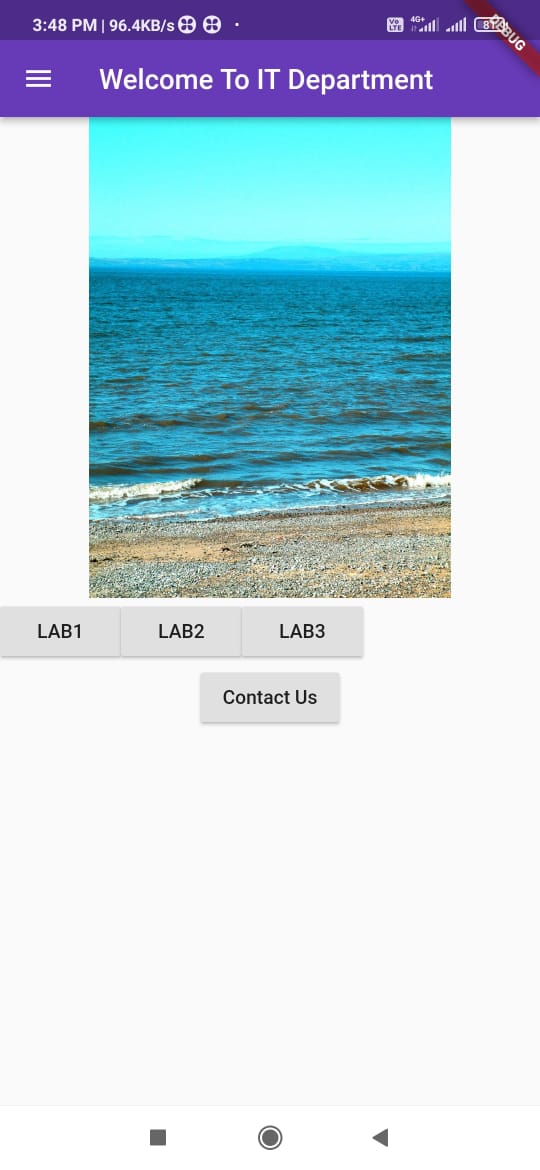 3:48 PM | 96.4KB/s
Vo LTE 4G+ 81
DEBUG
Welcome To IT Department
LAB1 LAB2 LAB3
Contact Us